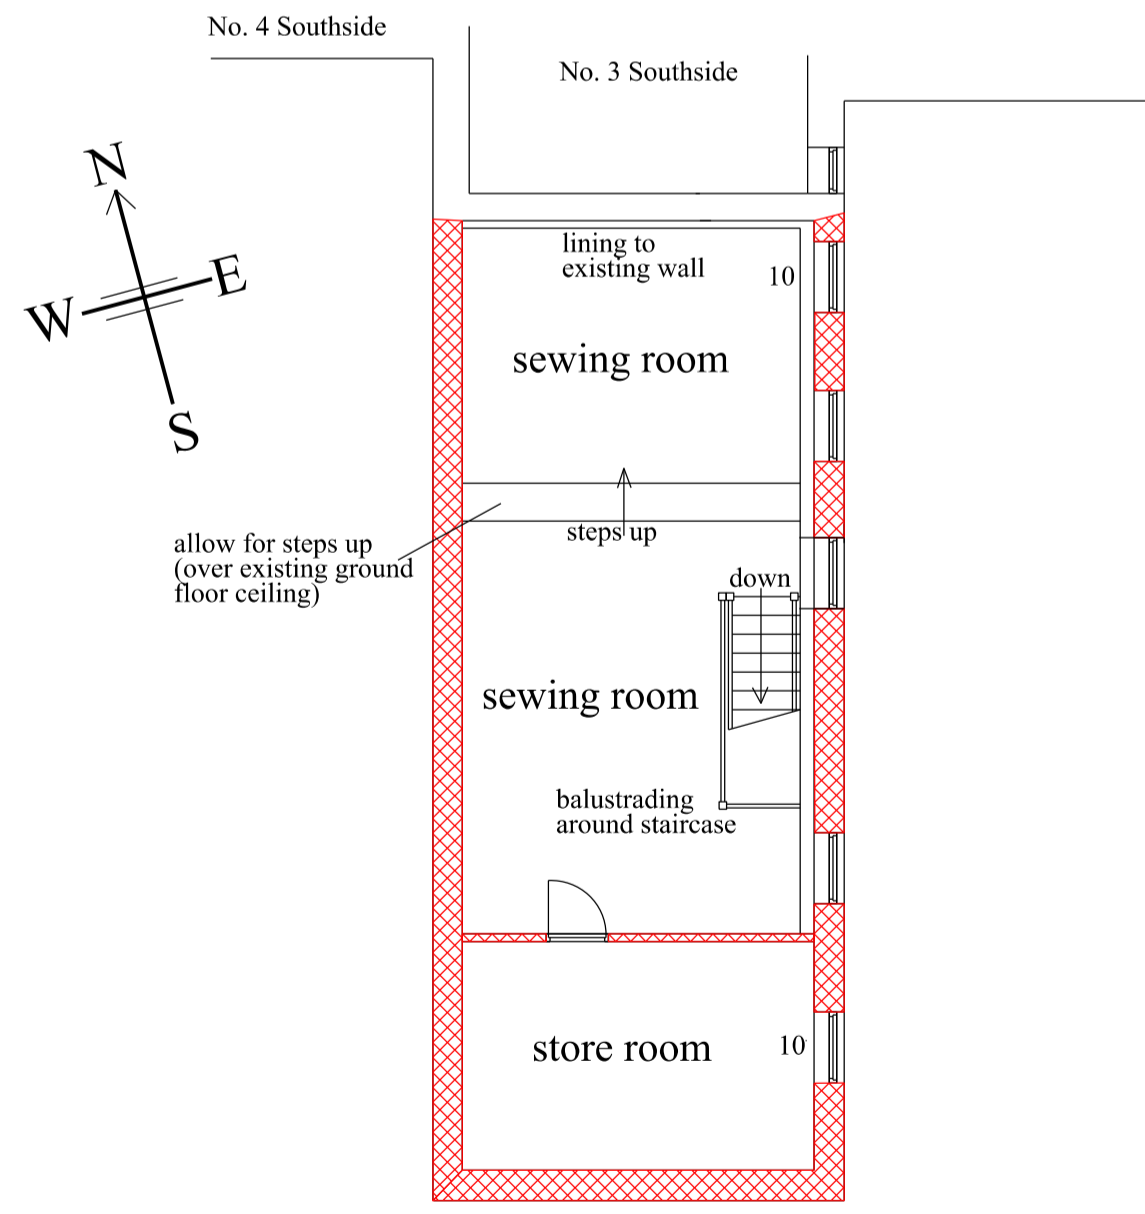 No. 4 Southside
No. 3 Southside
N
E
W
S
lining to
existing wall
10
sewing room
steps up
allow for steps up
(over existing ground
floor ceiling)
down
sewing room
balustrading
around staircase
store room
10